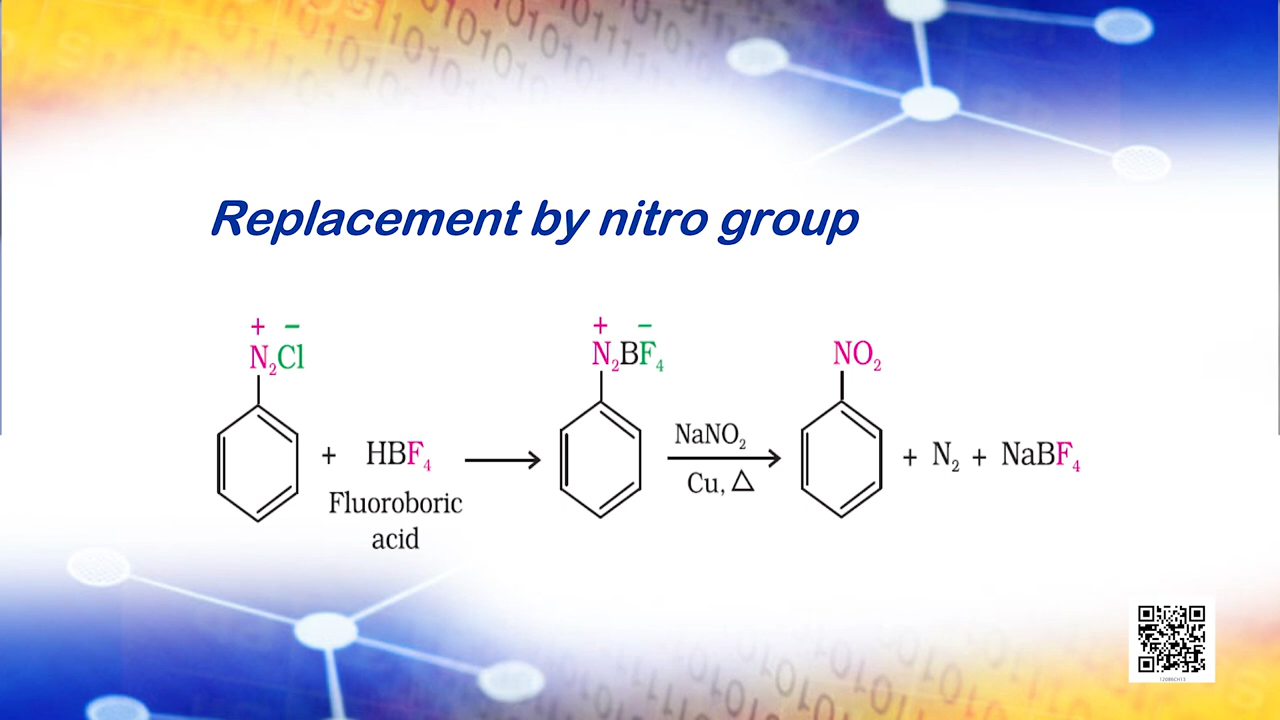 Replacement by nitro group
+ −
N₂Cl
+ HBF₄
Fluoroboric
acid
+ −
N₂BF₄
NaNO₂
Cu, △
NO₂
+ N₂ + NaBF₄